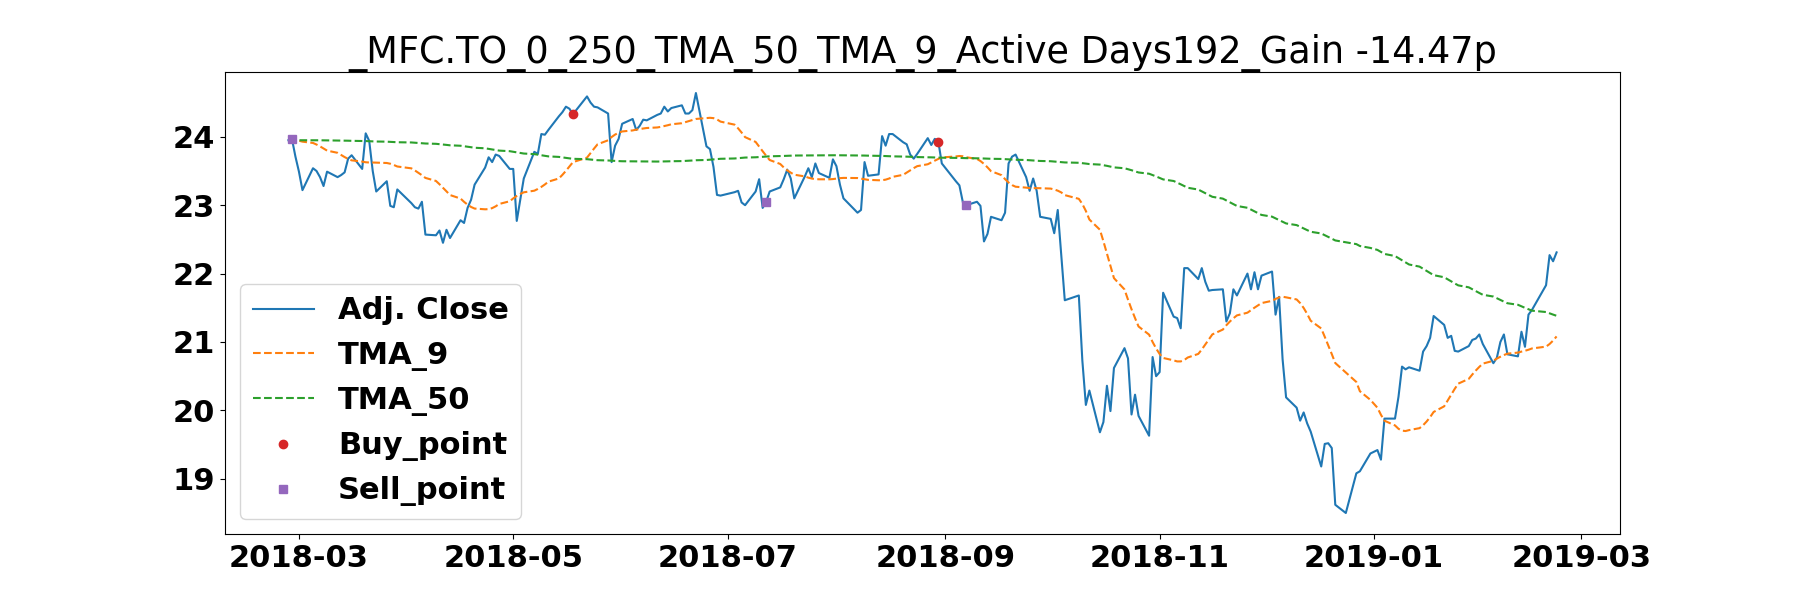 _MFC.TO_0_250_TMA_50_TMA_9_Active Days192_Gain -14.47p
24
23
22
21
20
19
Adj. Close
TMA_9
TMA_50
Buy_point
Sell_point
2018-03 2018-05 2018-07 2018-09 2018-11 2019-01 2019-03